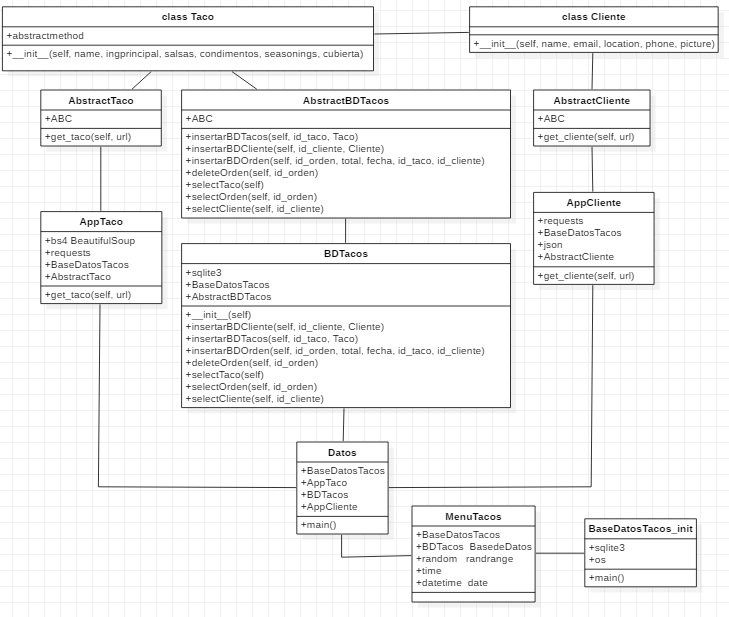 class Taco
+abstractmethod
+__init__(self, name, ingprincipal, salsas, condimentos, seasonings, cubierta)
class Cliente
+__init__(self, name, email, location, phone, picture)
AbstractTaco
+ABC
+get_taco(self, url)
AbstractBDTacos
+ABC
+insertarBDTacos(self, id_taco, Taco)
+insertarBDCliente(self, id_cliente, Cliente)
+insertarBDOrden(self, id_orden, total, fecha, id_taco, id_cliente)
+deleteOrden(self, id_orden)
+selectTaco(self)
+selectOrden(self, id_orden)
+selectCliente(self, id_cliente)
AbstractCliente
+ABC
+get_cliente(self, url)
AppTaco
+bs4 BeautifulSoup
+requests
+BaseDatosTacos
+AbstractTaco
+get_taco(self, url)
BDTacos
+sqlite3
+BaseDatosTacos
+AbstractBDTacos
+__init__(self)
+insertarBDCliente(self, id_cliente, Cliente)
+insertarBDTacos(self, id_taco, Taco)
+insertarBDOrden(self, id_orden, total, fecha, id_taco, id_cliente)
+deleteOrden(self, id_orden)
+selectTaco(self)
+selectOrden(self, id_orden)
+selectCliente(self, id_cliente)
AppCliente
+requests
+BaseDatosTacos
+json
+AbstractCliente
+get_cliente(self, url)
Datos
+BaseDatosTacos
+AppTaco
+BDTacos
+AppCliente
+main()
MenuTacos
+BaseDatosTacos
+BDTacos BasedeDatos
+random randrange
+time
+datetime date
BaseDatosTacos_init
+sqlite3
+os
+main()